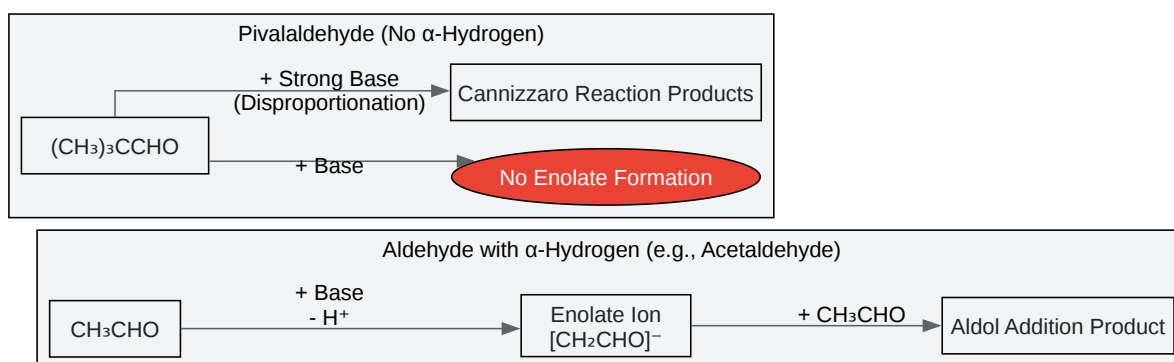 Pivalaldehyde (No α-Hydrogen)
+ Strong Base
(Disproportionation)
Cannizzaro Reaction Products
(CH₃)₃CCHO
+ Base
No Enolate Formation
Aldehyde with α-Hydrogen (e.g., Acetaldehyde)
CH₃CHO
+ Base
- H⁺
Enolate Ion
[CH₂CHO]⁻
+ CH₃CHO
Aldol Addition Product